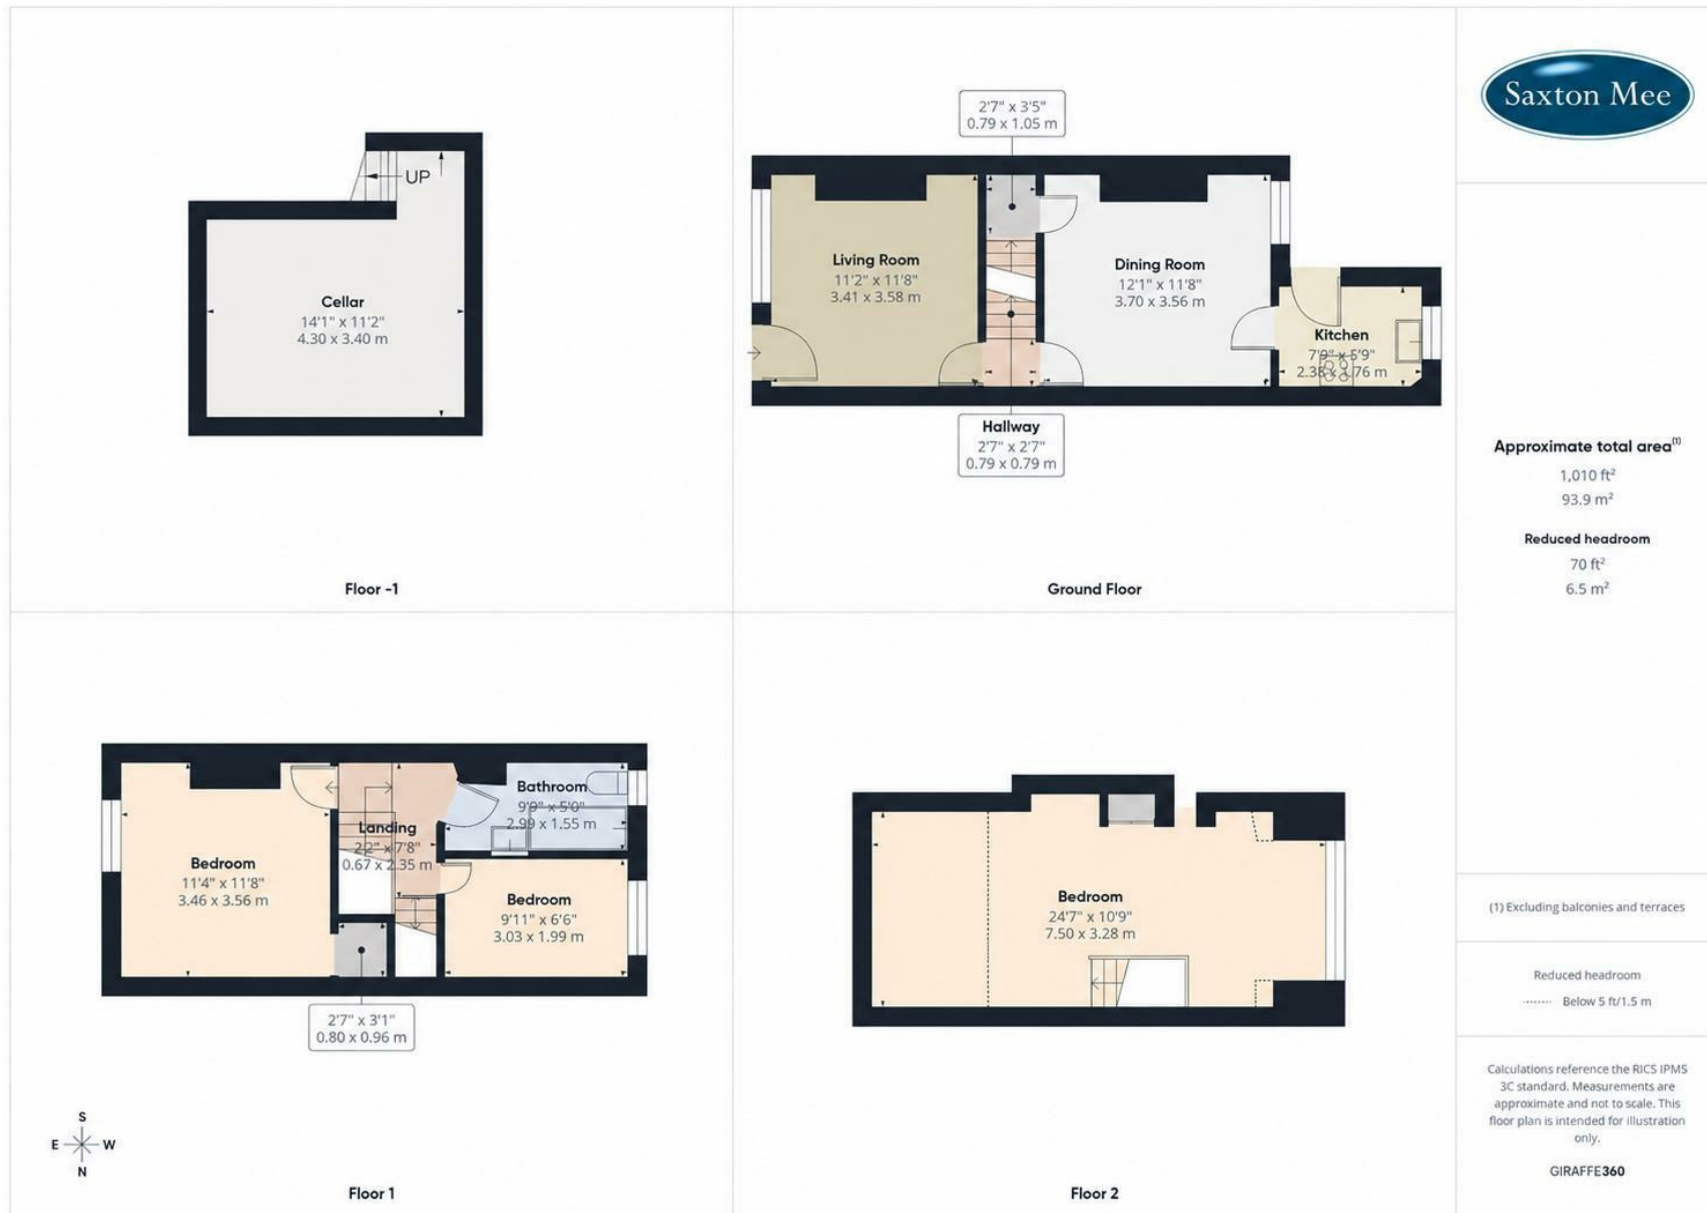 UP
Cellar
14'1" x 11'2"
4.30 x 3.40 m
Floor -1
2'7" x 3'5"
0.79 x 1.05 m
Living Room
11'2" x 11'8"
3.41 x 3.58 m
Dining Room
12'1" x 11'8"
3.70 x 3.56 m
Kitchen
7'9" x 5'9"
2.38 x 1.76 m
Hallway
2'7" x 2'7"
0.79 x 0.79 m
Ground Floor
Bedroom
11'4" x 11'8"
3.46 x 3.56 m
Landing
2'2" x 7'8"
0.67 x 2.35 m
Bathroom
9'9" x 5'0"
2.99 x 1.55 m
Bedroom
9'11" x 6'6"
3.03 x 1.99 m
2'7" x 3'1"
0.80 x 0.96 m
S
E W
N
Floor 1
Bedroom
24'7" x 10'9"
7.50 x 3.28 m
Floor 2
Saxton Mee
Approximate total area(1)
1,010 ft²
93.9 m²
Reduced headroom
70 ft²
6.5 m²
(1) Excluding balconies and terraces
Reduced headroom
Below 5 ft/1.5 m
Calculations reference the RICS IPMS
3C standard. Measurements are
approximate and not to scale. This
floor plan is intended for illustration
only.
GIRAFFE360